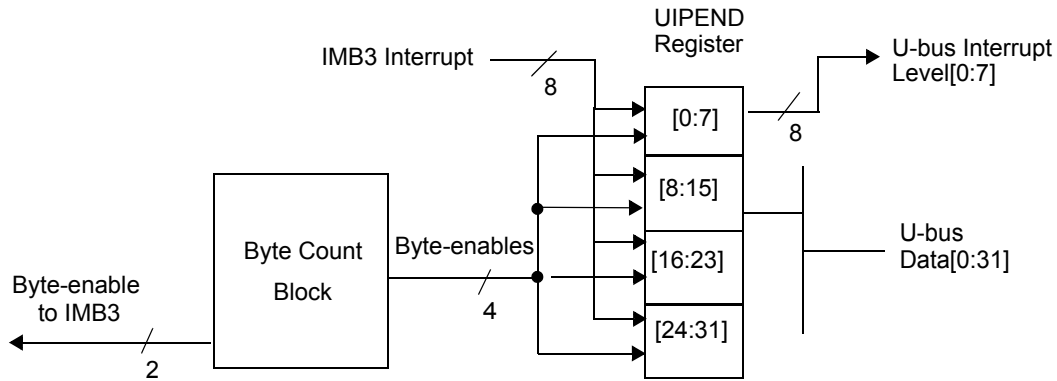 UIPEND
Register
IMB3 Interrupt
8
U-bus Interrupt
Level[0:7]
[0:7]
8
[8:15]
Byte Count
Block
Byte-enables
4
[16:23]
U-bus
Data[0:31]
Byte-enable
to IMB3
2
[24:31]